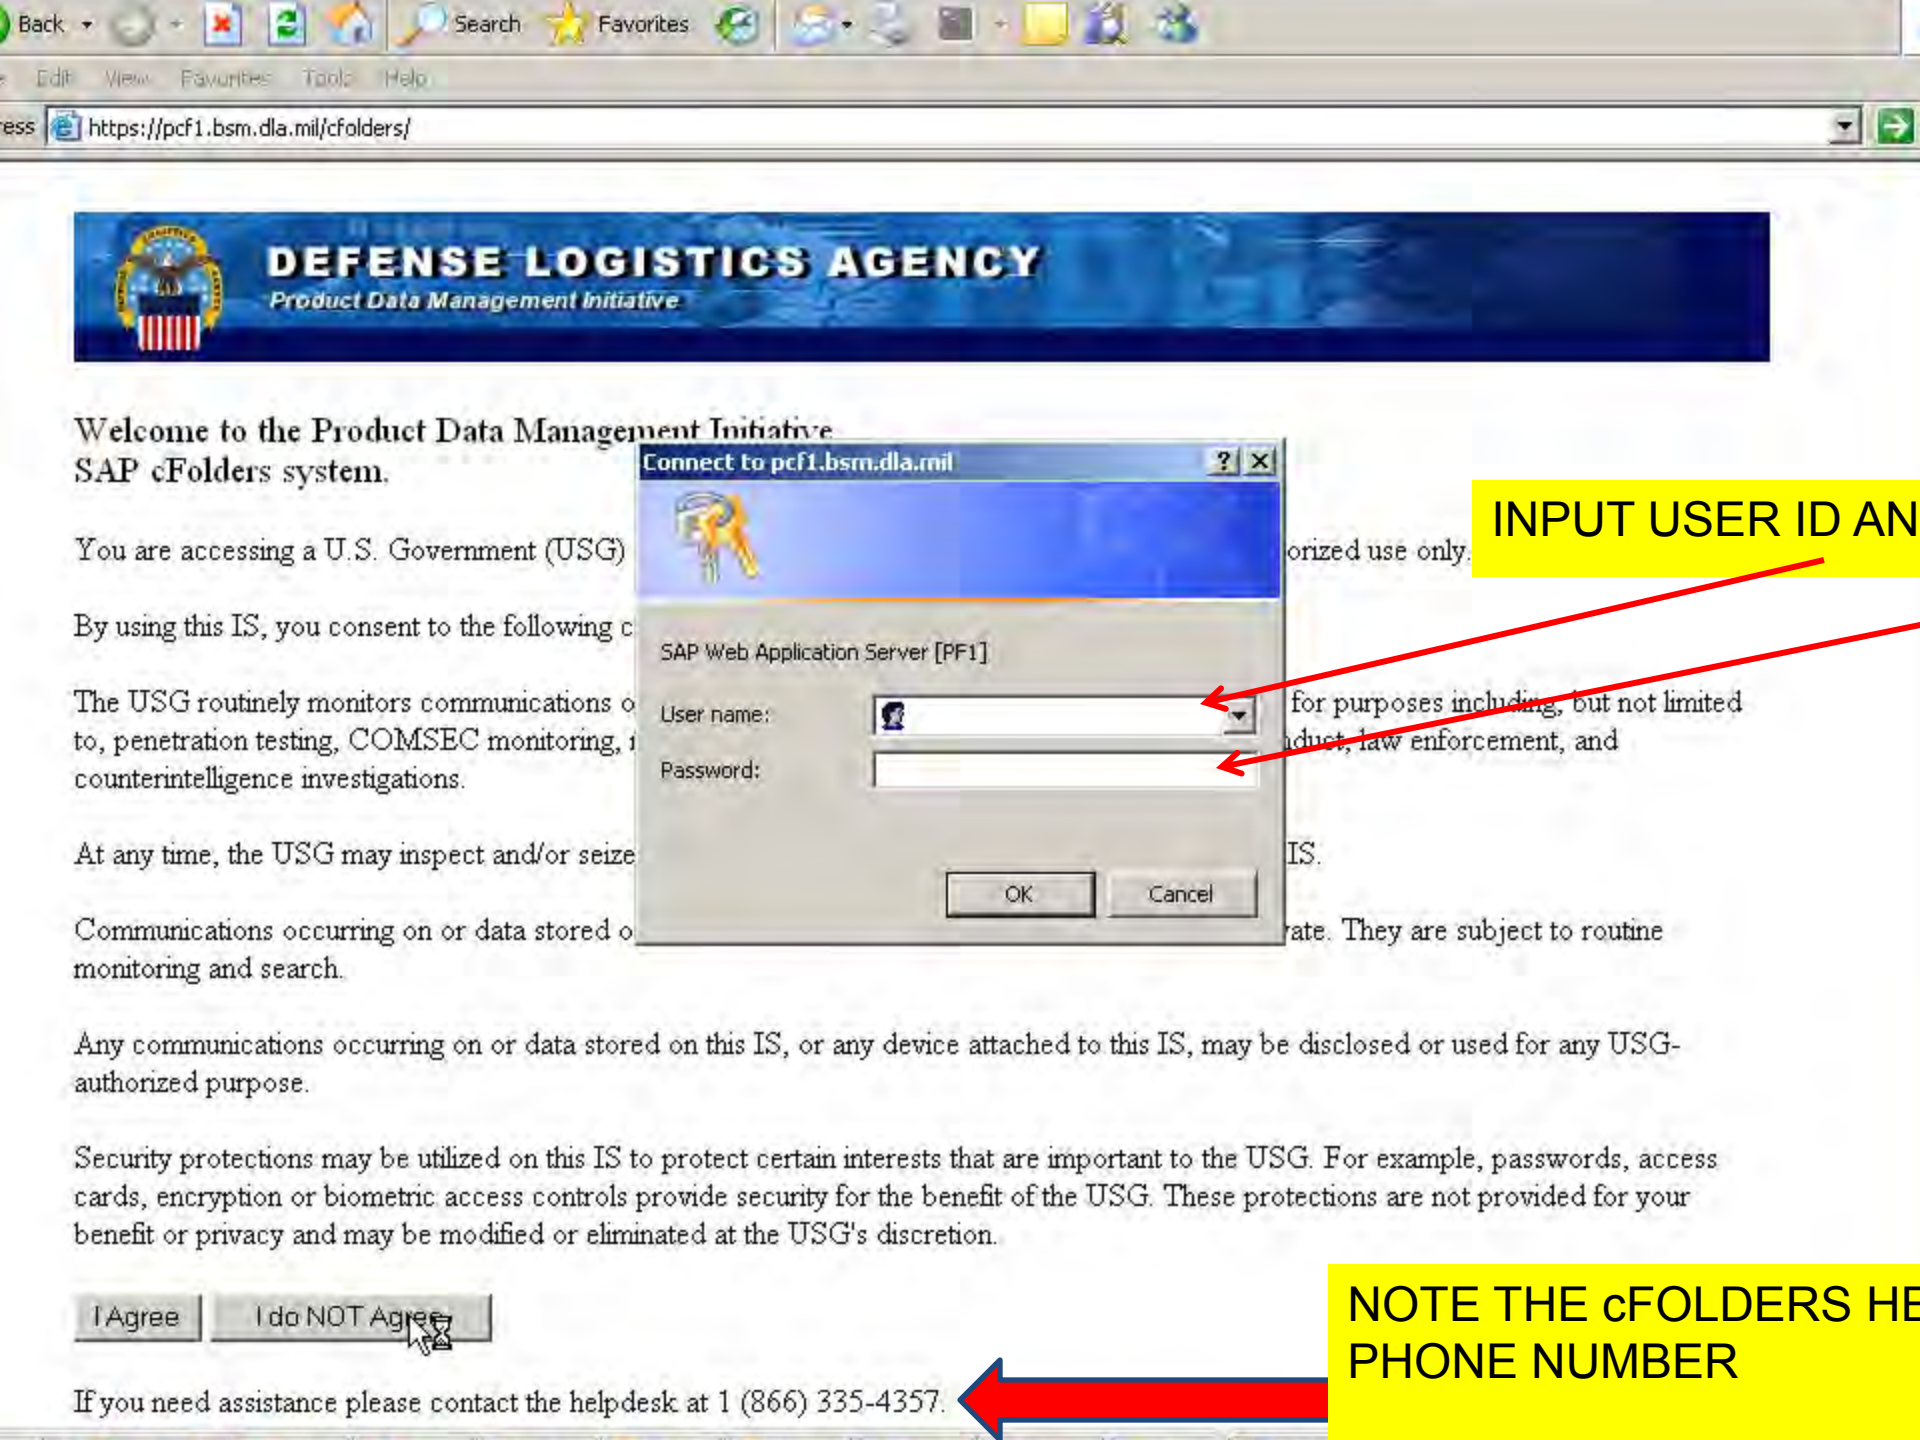 Back Search Favorites
Edit View Favorites Tools Help
ress https://pcf1.bsm.dla.mil/cfolders/
DEFENSE LOGISTICS AGENCY
Product Data Management Initiative
Welcome to the Product Data Management Initiative
SAP cFolders system.
Connect to pcf1.bsm.dla.mil
INPUT USER ID AN
You are accessing a U.S. Government (USG) orized use only.
By using this IS, you consent to the following c
SAP Web Application Server [PF1]
The USG routinely monitors communications o for purposes including, but not limited
User name:
to, penetration testing, COMSEC monitoring, nduct, law enforcement, and
Password:
counterintelligence investigations.
At any time, the USG may inspect and/or seize IS.
OK Cancel
Communications occurring on or data stored o vate. They are subject to routine
monitoring and search.
Any communications occurring on or data stored on this IS, or any device attached to this IS, may be disclosed or used for any USG-
authorized purpose.
Security protections may be utilized on this IS to protect certain interests that are important to the USG. For example, passwords, access
cards, encryption or biometric access controls provide security for the benefit of the USG. These protections are not provided for your
benefit or privacy and may be modified or eliminated at the USG's discretion.
I Agree I do NOT Agree
NOTE THE cFOLDERS HE
PHONE NUMBER
If you need assistance please contact the helpdesk at 1 (866) 335-4357.